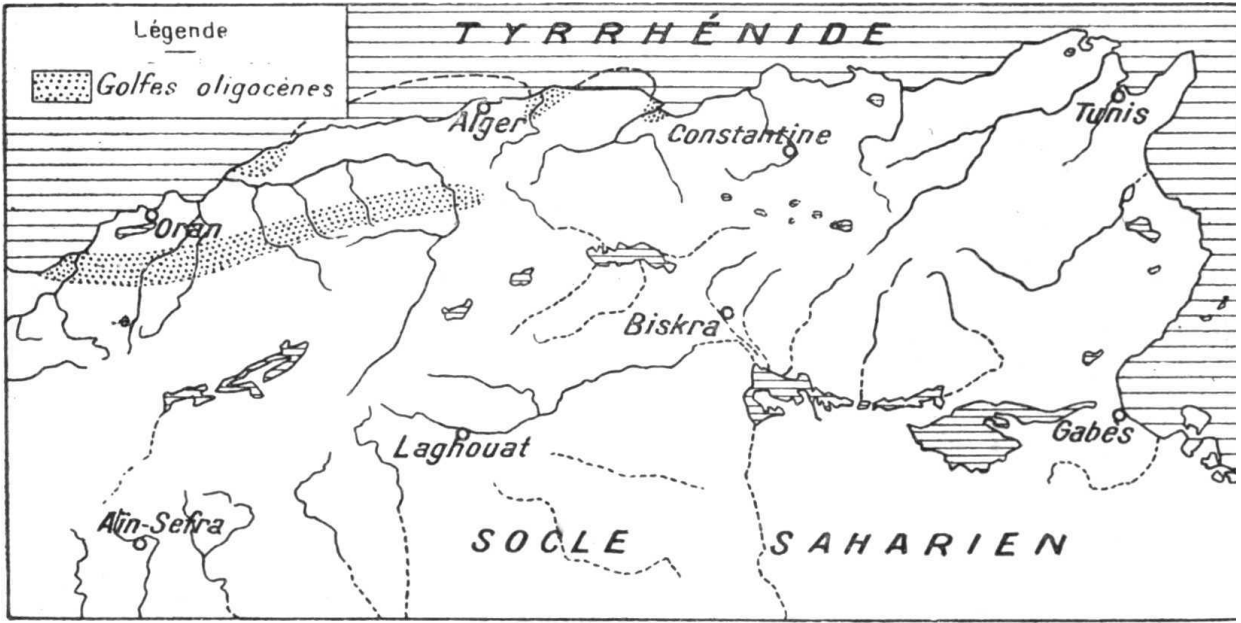 Légende
Golfes oligocènes
TYRRHÉNIDE
Alger
Constantine
Tunis
Oran
Biskra
Gabès
Laghouat
Aïn-Sefra
SOCLE SAHARIEN